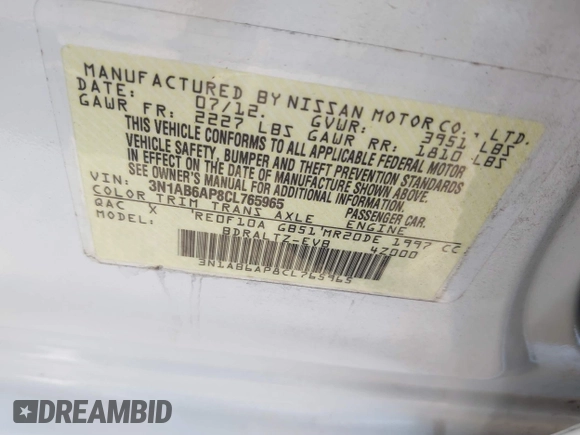 MANUFACTURED BY NISSAN MOTOR CO., LTD.
DATE: 07/12. GVWR: 3951 LBS
GAWR FR: 2227 LBS GAWR RR: 1810 LBS
THIS VEHICLE CONFORMS TO ALL APPLICABLE FEDERAL MOTOR
VEHICLE SAFETY, BUMPER AND THEFT PREVENTION STANDARDS
IN EFFECT ON THE DATE OF MANUFACTURE SHOWN ABOVE.
SEE OWNER'S MANUAL FOR ADDITIONAL INFORMATION
VIN: 3N1AB6AP8CL765965 PASSENGER CAR.
COLOR TRIM TRANS AXLE ENGINE
QAC X RE0F10A GB51 MR20DE 1997 CC
MODEL: BDRALTZ-EVB 42000
3N1AB6AP8CL765965
DREAMBID